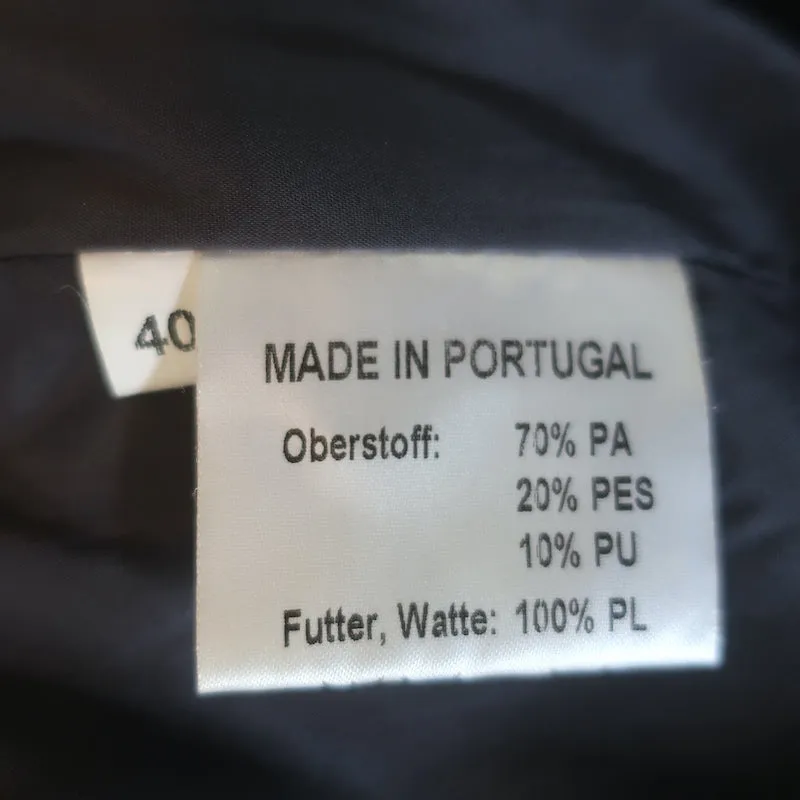 40
MADE IN PORTUGAL
Oberstoff: 70% PA
20% PES
10% PU
Futter, Watte: 100% PL